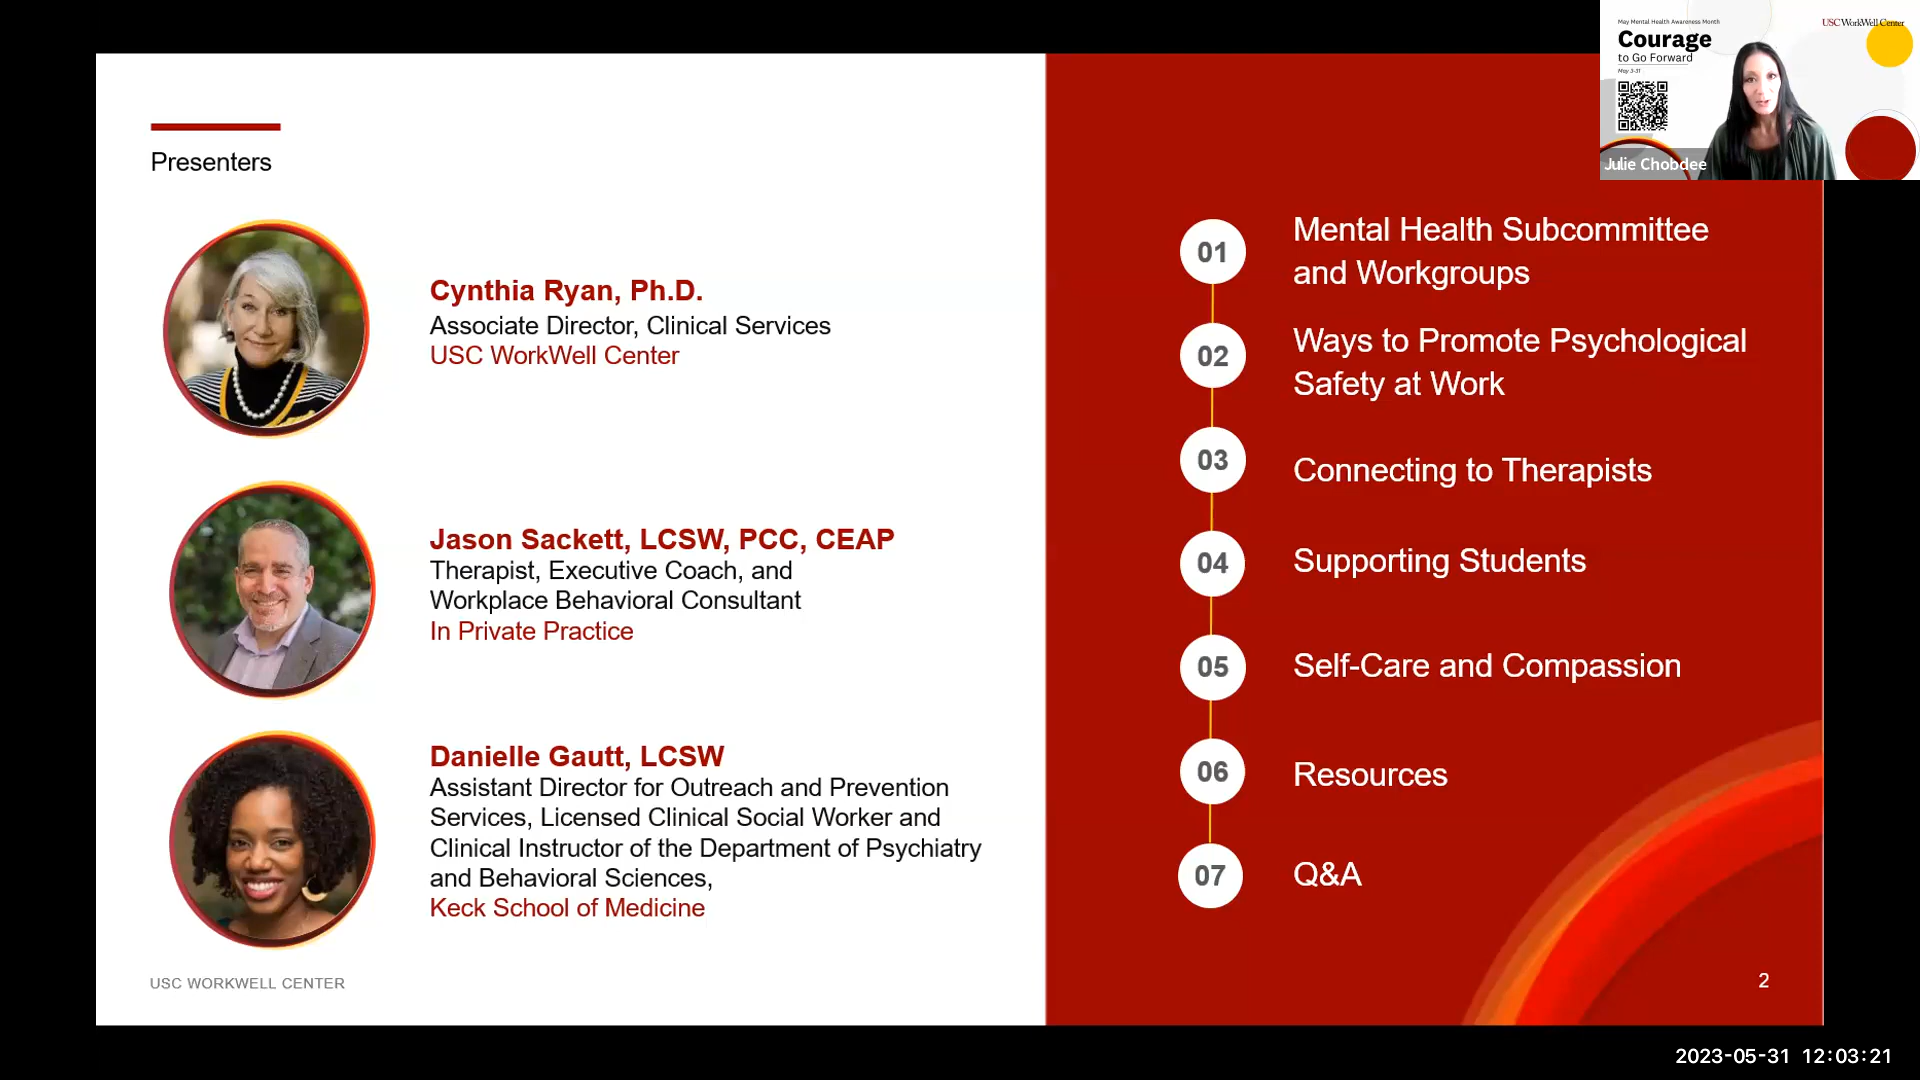 Presenters
Cynthia Ryan, Ph.D.
Associate Director, Clinical Services
USC WorkWell Center
Jason Sackett, LCSW, PCC, CEAP
Therapist, Executive Coach, and
Workplace Behavioral Consultant
In Private Practice
Danielle Gautt, LCSW
Assistant Director for Outreach and Prevention
Services, Licensed Clinical Social Worker and
Clinical Instructor of the Department of Psychiatry
and Behavioral Sciences,
Keck School of Medicine
USC WORKWELL CENTER
01
Mental Health Subcommittee
and Workgroups
02
Ways to Promote Psychological
Safety at Work
03
Connecting to Therapists
04
Supporting Students
05
Self-Care and Compassion
06
Resources
07
Q&A
2
May Mental Health Awareness Month
USC WorkWell Center
Courage
to Go Forward
May 3-31
Julie Chobdee
2023-05-31 12:03:21